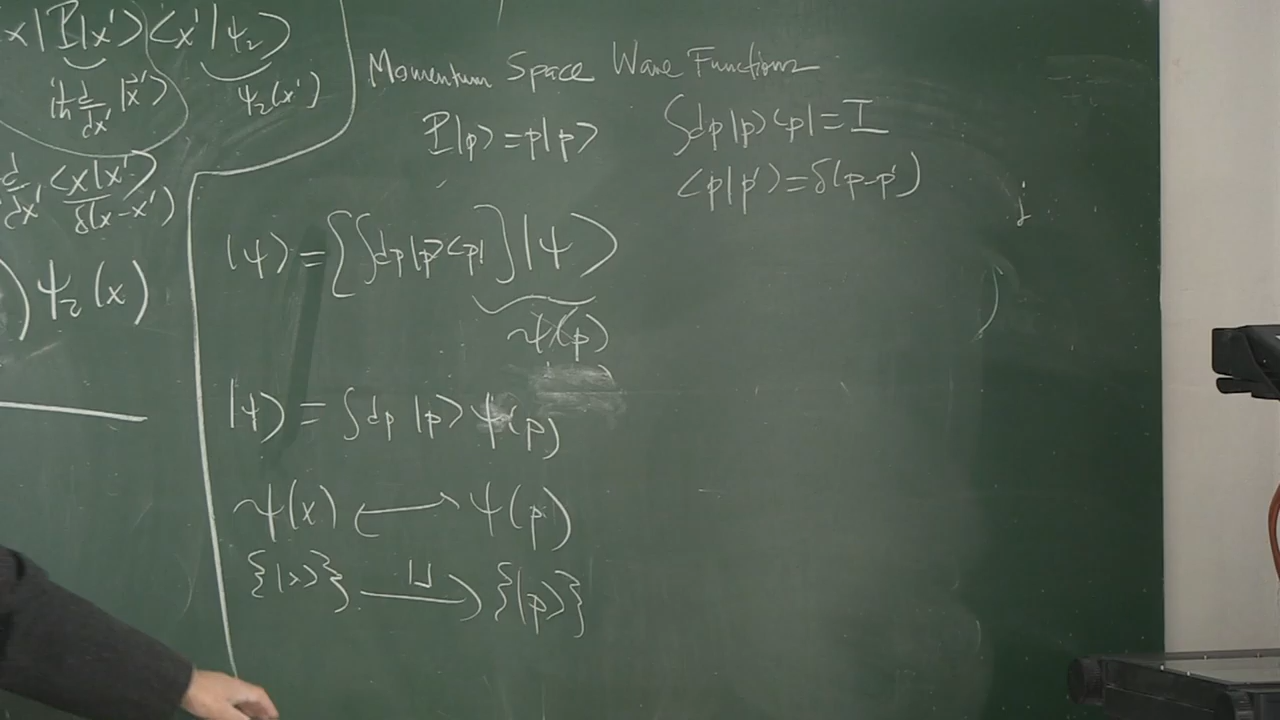 x|P|x'⟩⟨x'|ψ₂⟩
iħ d/dx' |x'⟩ ψ₂(x')
d/dx' ⟨x|x'⟩
δ(x-x')
)ψ₂(x)
Momentum Space Wave Functions
P|p⟩=p|p⟩
∫dp|p⟩⟨p|=I
⟨p|p'⟩=δ(p-p')
|ψ⟩=[∫dp|p⟩⟨p|]|ψ⟩
ψ(p)
|ψ⟩=∫dp |p⟩ψ(p)
ψ(x) ⟷ ψ(p)
{|x⟩} U⟶ {|p⟩}